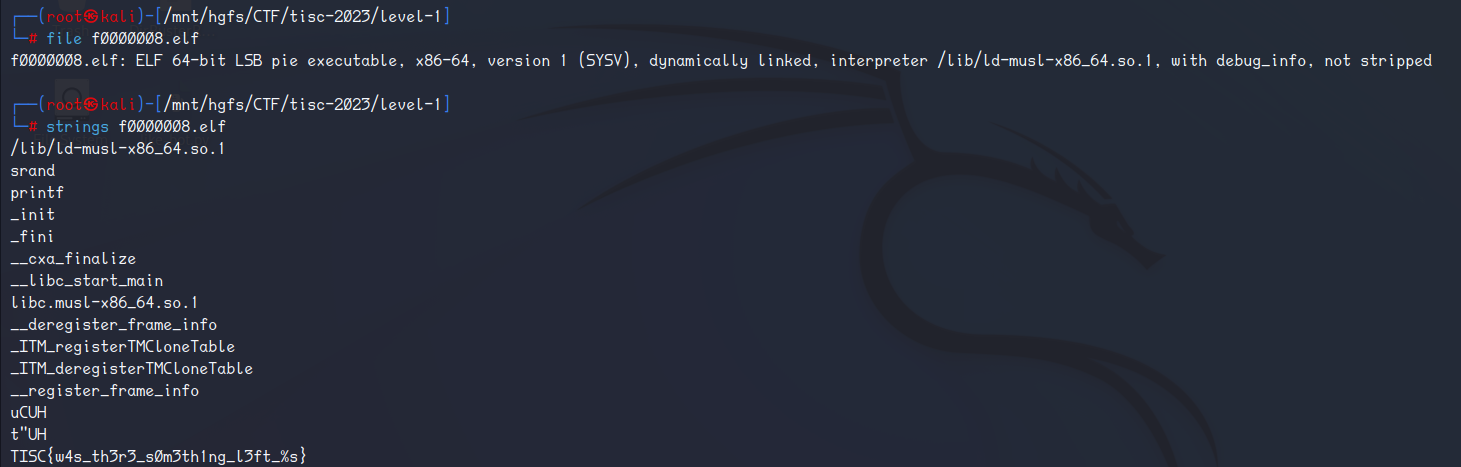 ┌──(root㉿kali)-[/mnt/hgfs/CTF/tisc-2023/level-1]
└─# file f0000008.elf
f0000008.elf: ELF 64-bit LSB pie executable, x86-64, version 1 (SYSV), dynamically linked, interpreter /lib/ld-musl-x86_64.so.1, with debug_info, not stripped
┌──(root㉿kali)-[/mnt/hgfs/CTF/tisc-2023/level-1]
└─# strings f0000008.elf
/lib/ld-musl-x86_64.so.1
srand
printf
_init
_fini
__cxa_finalize
__libc_start_main
libc.musl-x86_64.so.1
__deregister_frame_info
_ITM_registerTMCloneTable
_ITM_deregisterTMCloneTable
__register_frame_info
uCUH
t"UH
TISC{w4s_th3r3_s0m3th1ng_l3ft_%s}